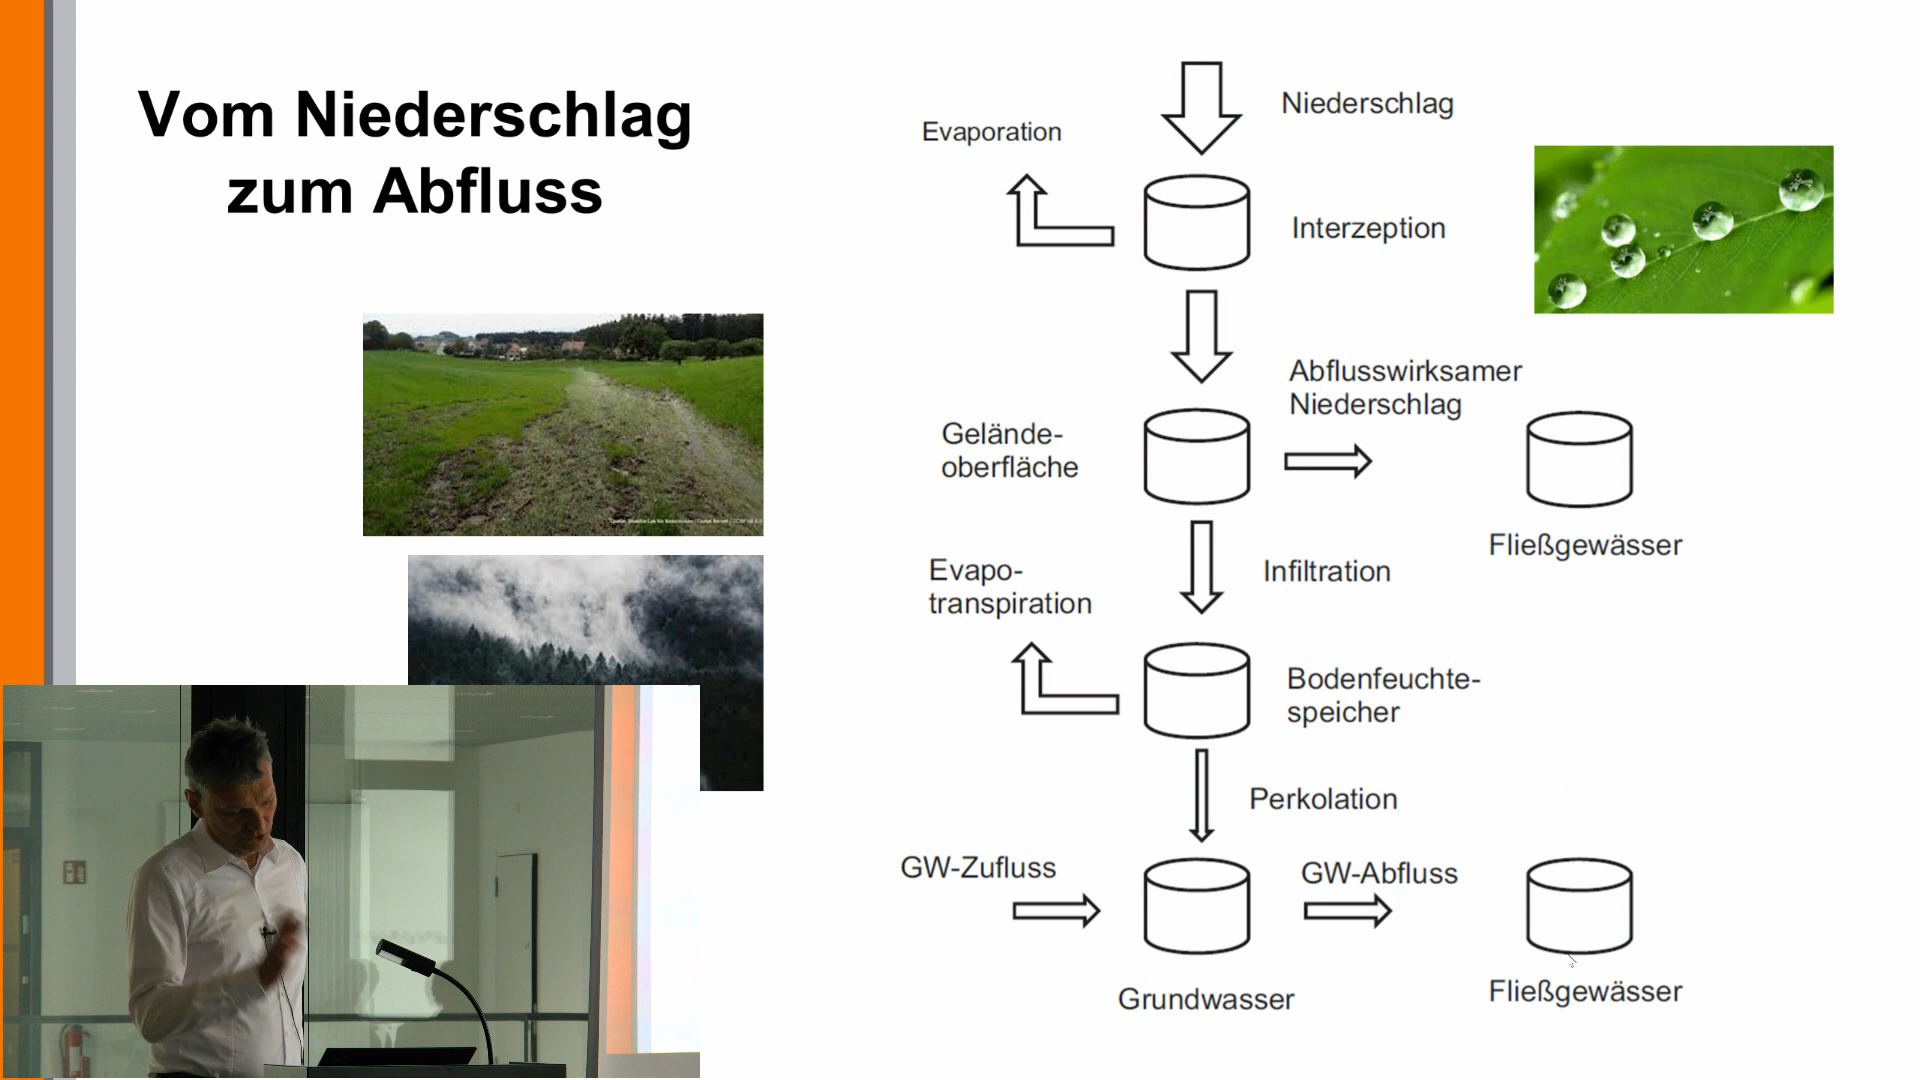 Vom Niederschlag
zum Abfluss
Niederschlag
Evaporation
Interzeption
Abflusswirksamer
Niederschlag
Gelände-
oberfläche
Fließgewässer
Evapo-
transpiration
Infiltration
Bodenfeuchte-
speicher
Perkolation
GW-Zufluss
GW-Abfluss
Grundwasser
Fließgewässer